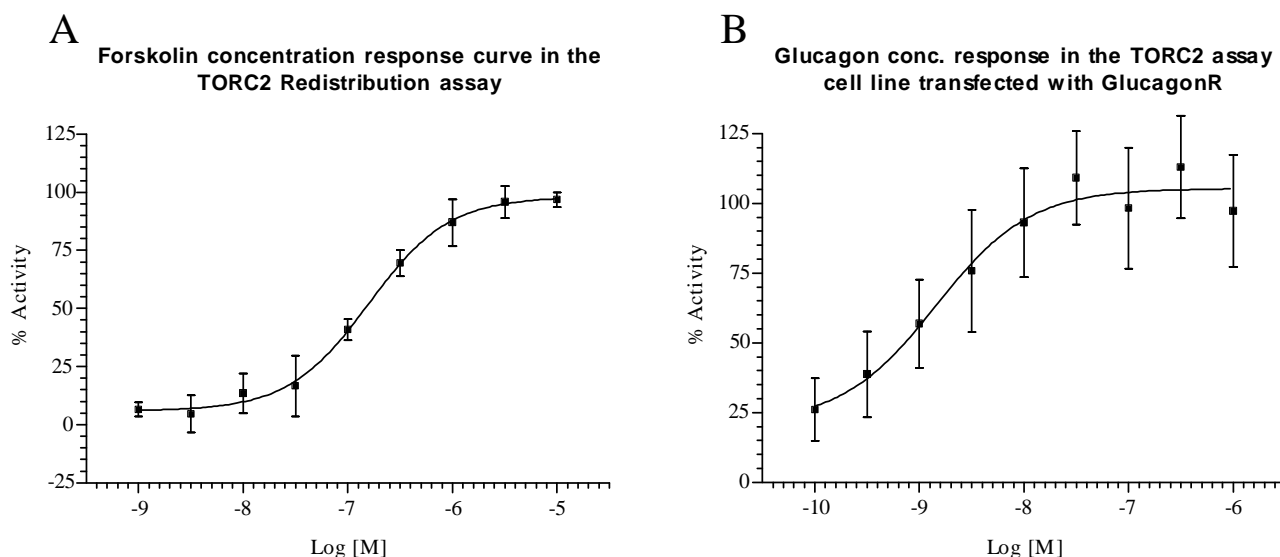 A
Forskolin concentration response curve in the
TORC2 Redistribution assay
125
100
75
50
25
0
-25
% Activity
-9
-8
-7
-6
-5
Log [M]
B
Glucagon conc. response in the TORC2 assay
cell line transfected with GlucagonR
125
100
75
50
25
0
% Activity
-10
-9
-8
-7
-6
Log [M]